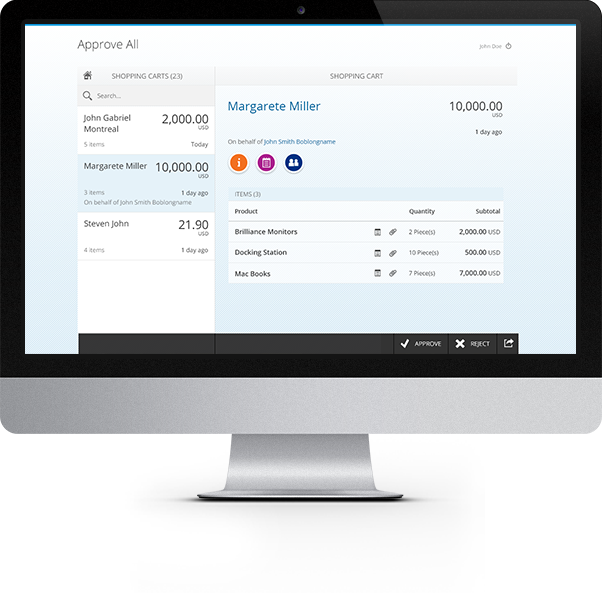 Approve All
John Doe
SHOPPING CARTS (23)
Search...
John Gabriel Montreal
2,000.00
USD
5 items
Today
Margarete Miller
10,000.00
USD
3 items
1 day ago
On behalf of John Smith Boblongname
Steven John
21.90
USD
4 items
1 day ago
SHOPPING CART
Margarete Miller
10,000.00
USD
1 day ago
On behalf of John Smith Boblongname
ITEMS (3)
Product Quantity Subtotal
Brilliance Monitors 2 Piece(s) 2,000.00 USD
Docking Station 10 Piece(s) 500.00 USD
Mac Books 7 Piece(s) 7,000.00 USD
APPROVE
REJECT